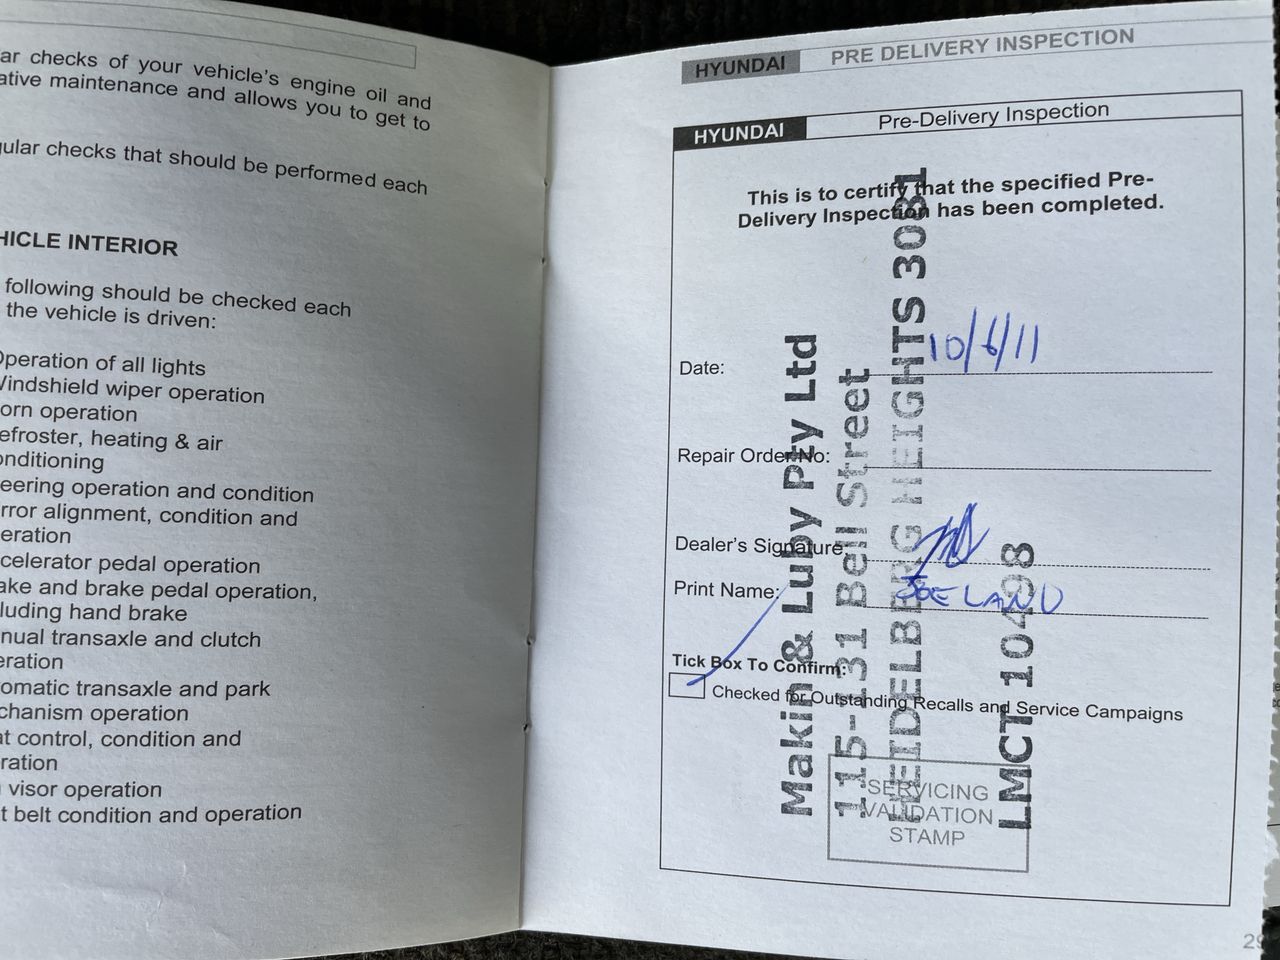 ar checks of your vehicle's engine oil and
ative maintenance and allows you to get to
ular checks that should be performed each
HICLE INTERIOR
following should be checked each
the vehicle is driven:
Operation of all lights
Windshield wiper operation
orn operation
efroster, heating & air
onditioning
eering operation and condition
rror alignment, condition and
eration
celerator pedal operation
ake and brake pedal operation,
luding hand brake
nual transaxle and clutch
eration
omatic transaxle and park
chanism operation
at control, condition and
ration
visor operation
t belt condition and operation
HYUNDAI PRE DELIVERY INSPECTION
HYUNDAI Pre-Delivery Inspection
This is to certify that the specified Pre-
Delivery Inspection has been completed.
Date: 10/6/11
Repair Order No:
Dealer's Signature:
Print Name: JOE LAND
Tick Box To Confirm:
Checked for Outstanding Recalls and Service Campaigns
SERVICING
VALIDATION
STAMP
Makin & Luby Pty Ltd
115-131 Bell Street
HEIDELBERG HEIGHTS 3081
LMCT 10498
29